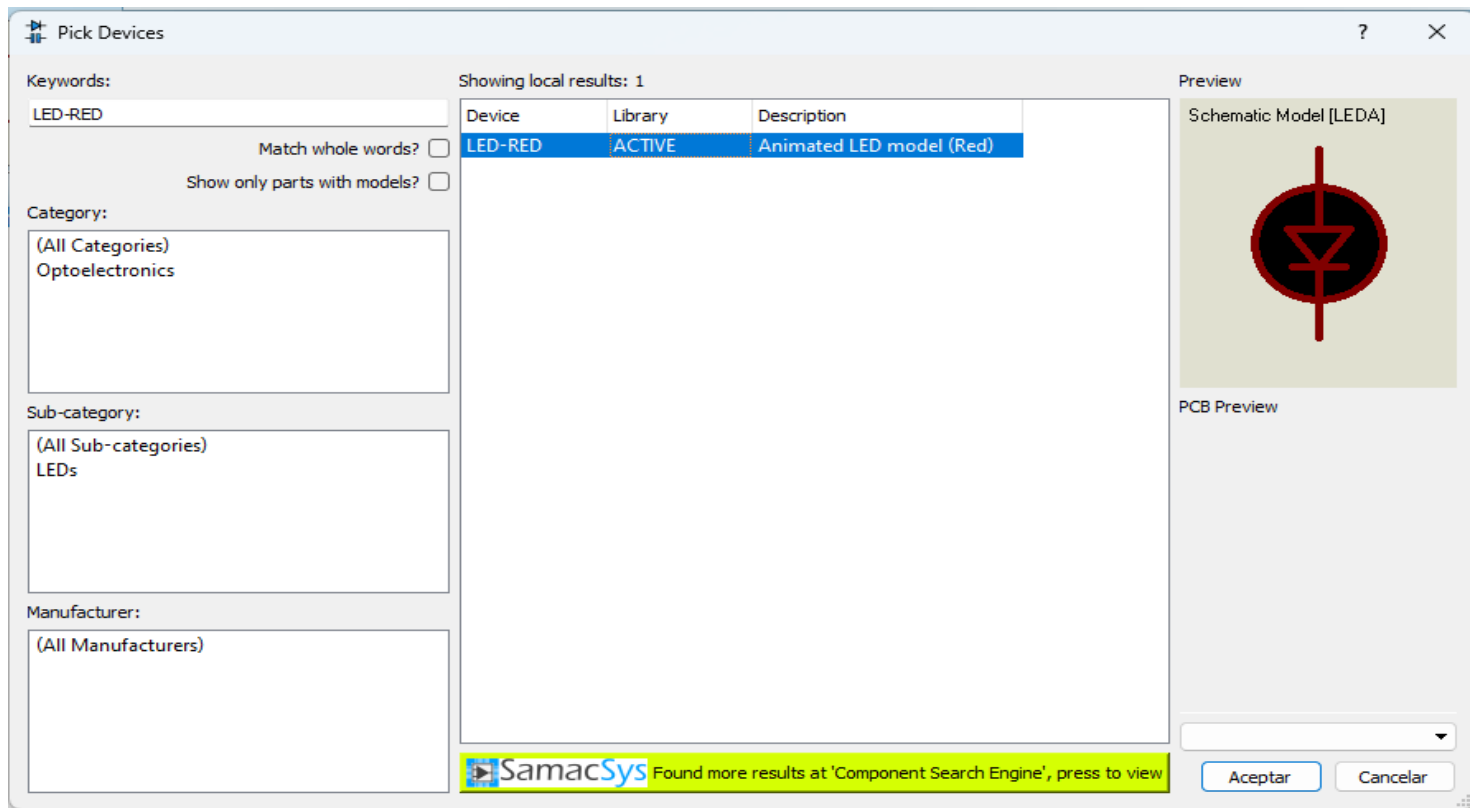 Pick Devices
?
Keywords:
LED-RED
Match whole words?
Show only parts with models?
Category:
(All Categories)
Optoelectronics
Sub-category:
(All Sub-categories)
LEDs
Manufacturer:
(All Manufacturers)
Showing local results: 1
Device Library Description
LED-RED ACTIVE Animated LED model (Red)
SamacSys Found more results at 'Component Search Engine', press to view
Preview
Schematic Model [LEDA]
PCB Preview
Aceptar Cancelar